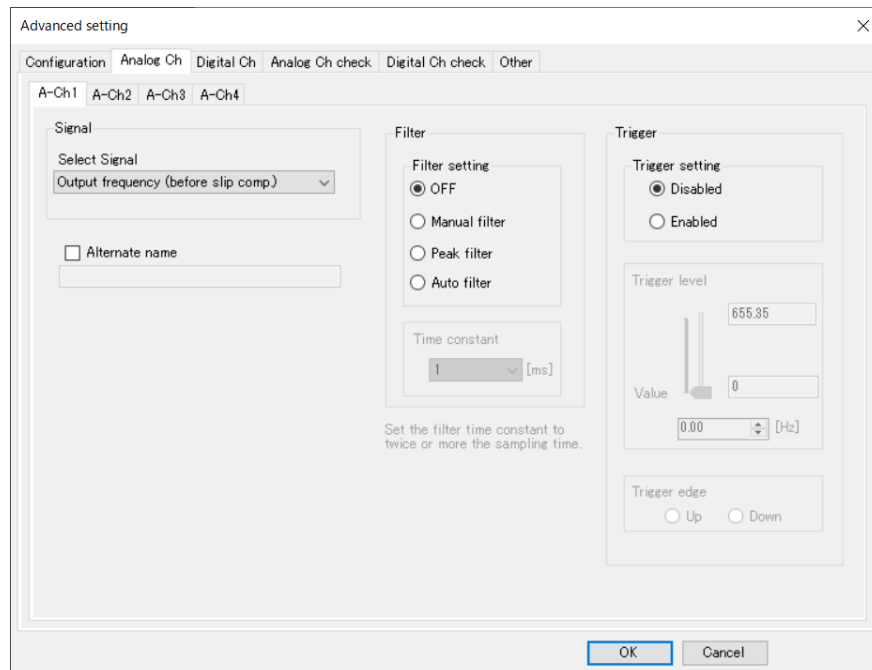 Advanced setting
Configuration Analog Ch Digital Ch Analog Ch check Digital Ch check Other
A-Ch1 A-Ch2 A-Ch3 A-Ch4
Signal
Select Signal
Output frequency (before slip comp.)
Alternate name
Filter
Filter setting
OFF
Manual filter
Peak filter
Auto filter
Time constant
1 [ms]
Set the filter time constant to
twice or more the sampling time.
Trigger
Trigger setting
Disabled
Enabled
Trigger level
655.35
Value 0
0.00 [Hz]
Trigger edge
Up Down
OK Cancel